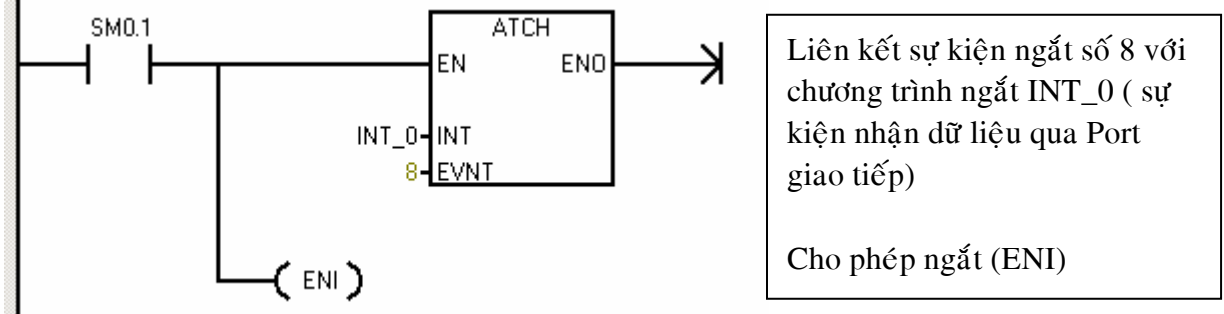 SM0.1
ATCH
EN ENO
INT_0 INT
8 EVNT
ENI
Liên kết sự kiện ngắt số 8 với
chương trình ngắt INT_0 ( sự
kiện nhận dữ liệu qua Port
giao tiếp)
Cho phép ngắt (ENI)